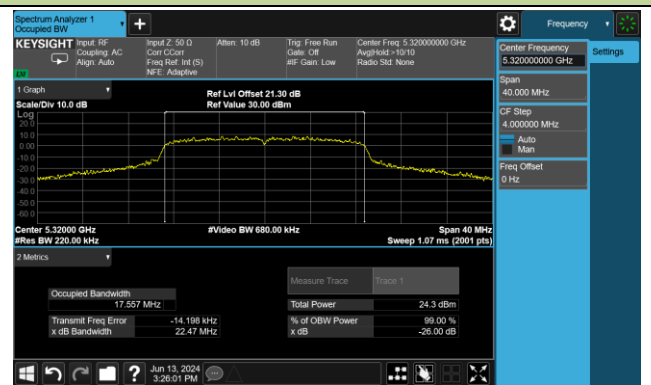 Spectrum Analyzer 1
Occupied BW
Frequency
KEYSIGHT
Input: RF
Coupling: AC
Align: Auto
Input Z: 50 Ω
Corr CCorr
Freq Ref: Int (S)
NFE: Adaptive
Atten: 10 dB
Trig: Free Run
Gate: Off
#IF Gain: Low
Center Freq: 5.320000000 GHz
Avg|Hold:>10/10
Radio Std: None
Center Frequency
5.320000000 GHz
Settings
Span
40.000 MHz
CF Step
4.000000 MHz
Auto
Man
Freq Offset
0 Hz
1 Graph
Scale/Div 10.0 dB
Ref Lvl Offset 21.30 dB
Ref Value 30.00 dBm
Log
20.0
10.0
0.00
-10.0
-20.0
-30.0
-40.0
-50.0
-60.0
Center 5.32000 GHz
#Res BW 220.00 kHz
#Video BW 680.00 kHz
Span 40 MHz
Sweep 1.07 ms (2001 pts)
2 Metrics
Measure Trace
Trace 1
Occupied Bandwidth
17.557 MHz
Total Power
24.3 dBm
Transmit Freq Error
-14.198 kHz
% of OBW Power
99.00 %
x dB Bandwidth
22.47 MHz
x dB
-26.00 dB
?
Jun 13, 2024
3:26:01 PM